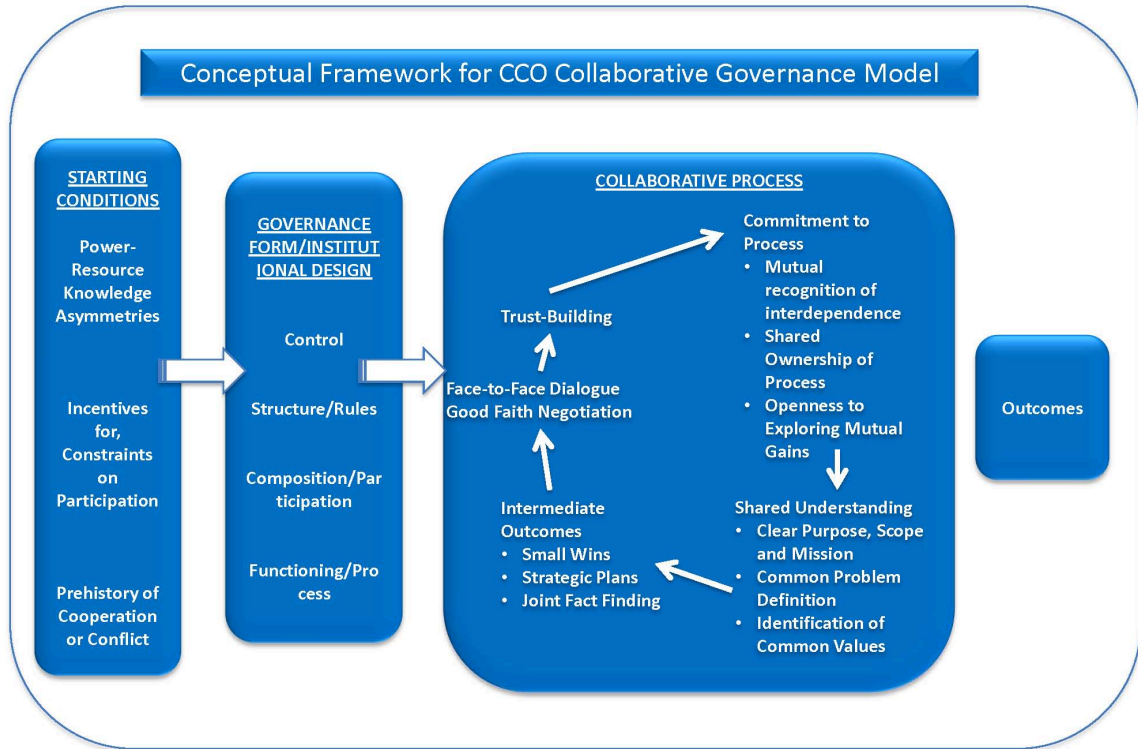 Conceptual Framework for CCO Collaborative Governance Model
STARTING
CONDITIONS
Power-
Resource
Knowledge
Asymmetries
Incentives
for,
Constraints
on
Participation
Prehistory of
Cooperation
or Conflict
GOVERNANCE
FORM/INSTITUT
IONAL DESIGN
Control
Structure/Rules
Composition/Par
ticipation
Functioning/Pro
cess
COLLABORATIVE PROCESS
Trust-Building
Face-to-Face Dialogue
Good Faith Negotiation
Intermediate
Outcomes
• Small Wins
• Strategic Plans
• Joint Fact Finding
Commitment to
Process
• Mutual
recognition of
interdependence
• Shared
Ownership of
Process
• Openness to
Exploring Mutual
Gains
Shared Understanding
• Clear Purpose, Scope
and Mission
• Common Problem
Definition
• Identification of
Common Values
Outcomes